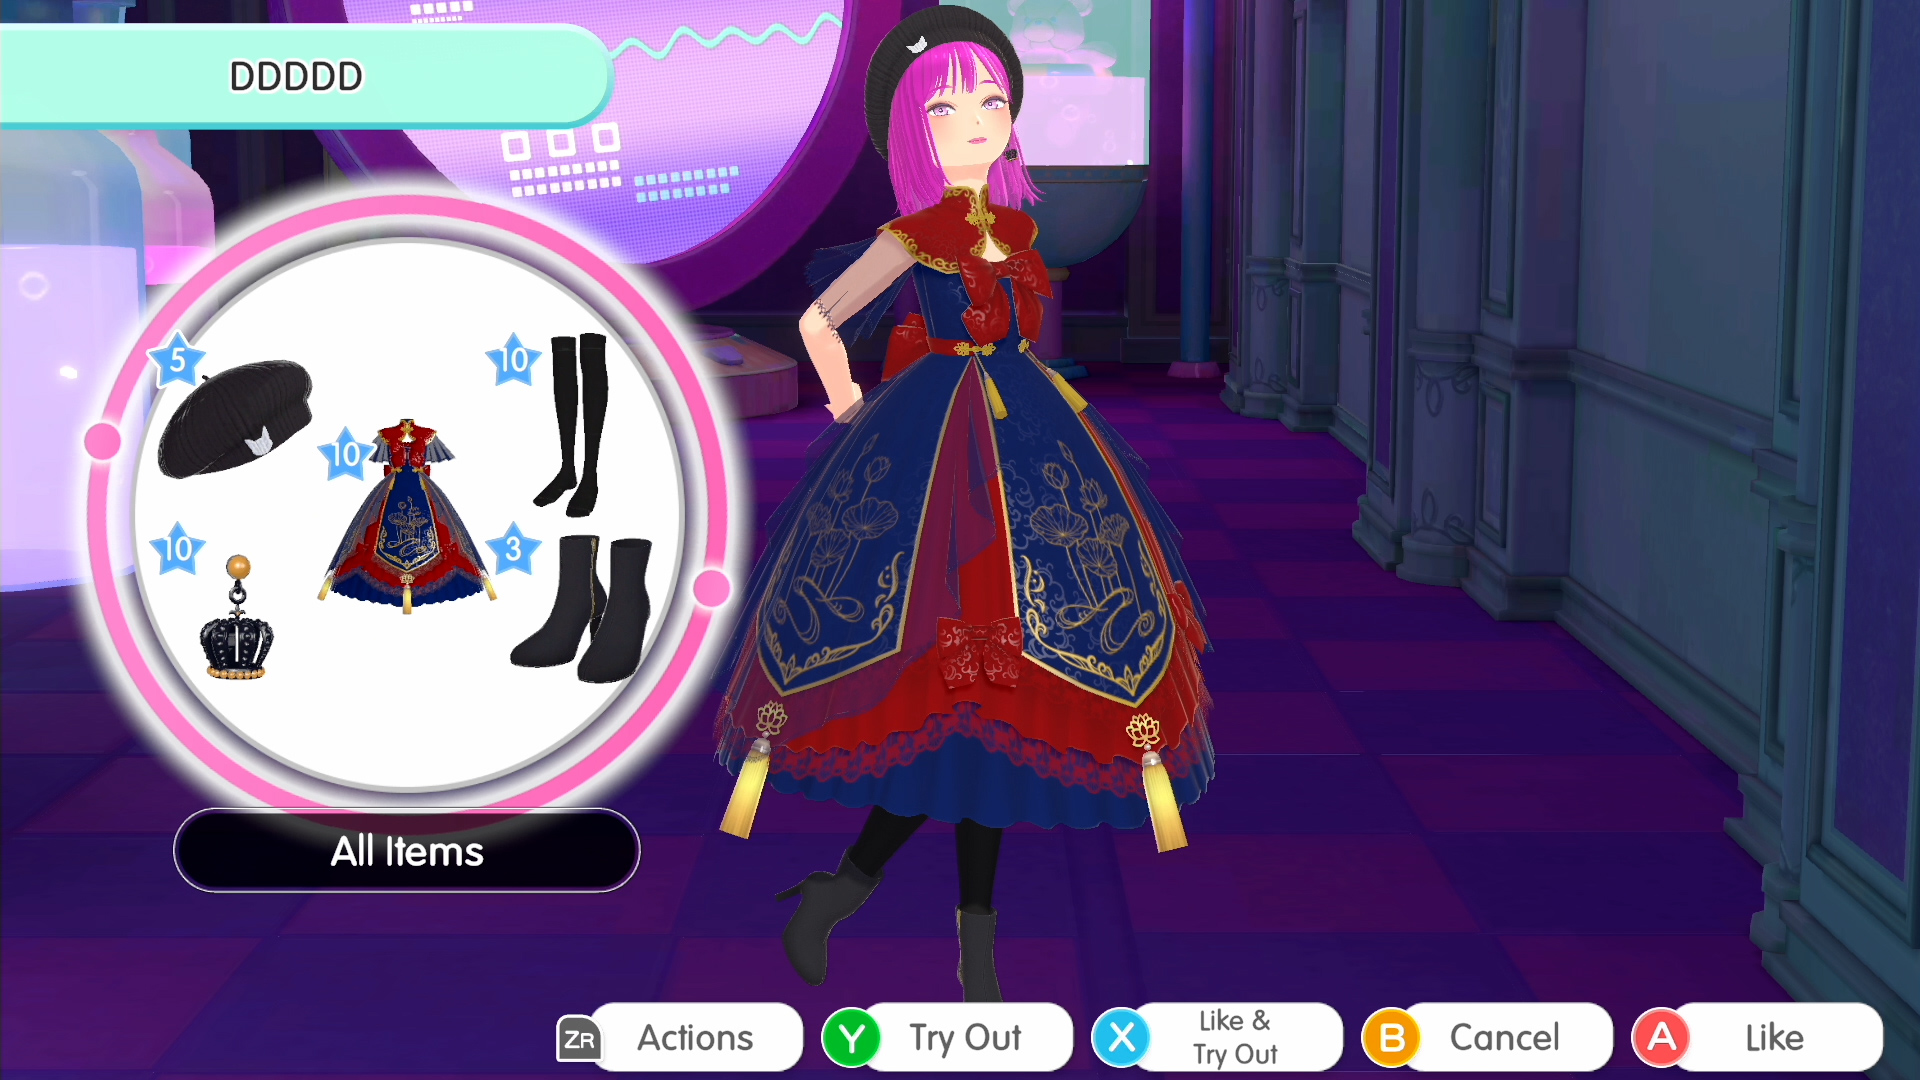 DDDDD
5
10
10
10
3
All Items
ZR Actions
Y Try Out
X Like &
Try Out
B Cancel
A Like